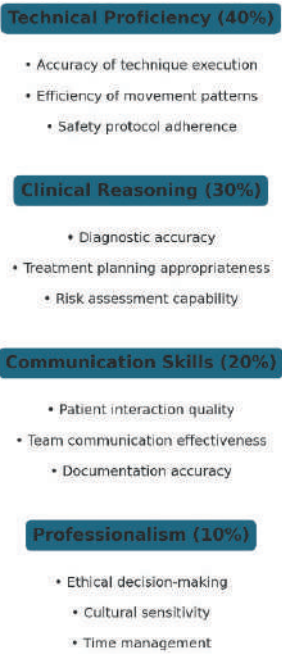 Technical Proficiency (40%)
• Accuracy of technique execution
• Efficiency of movement patterns
• Safety protocol adherence
Clinical Reasoning (30%)
• Diagnostic accuracy
• Treatment planning appropriateness
• Risk assessment capability
Communication Skills (20%)
• Patient interaction quality
• Team communication effectiveness
• Documentation accuracy
Professionalism (10%)
• Ethical decision-making
• Cultural sensitivity
• Time management